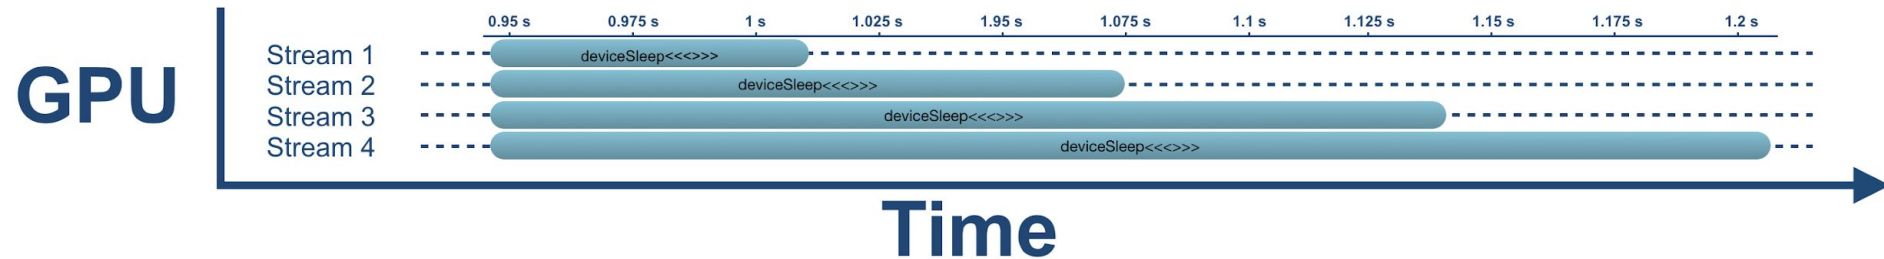 0.95 s 0.975 s 1 s 1.025 s 1.95 s 1.075 s 1.1 s 1.125 s 1.15 s 1.175 s 1.2 s
GPU
Stream 1 deviceSleep<<<>>>
Stream 2 deviceSleep<<<>>>
Stream 3 deviceSleep<<<>>>
Stream 4 deviceSleep<<<>>>
Time